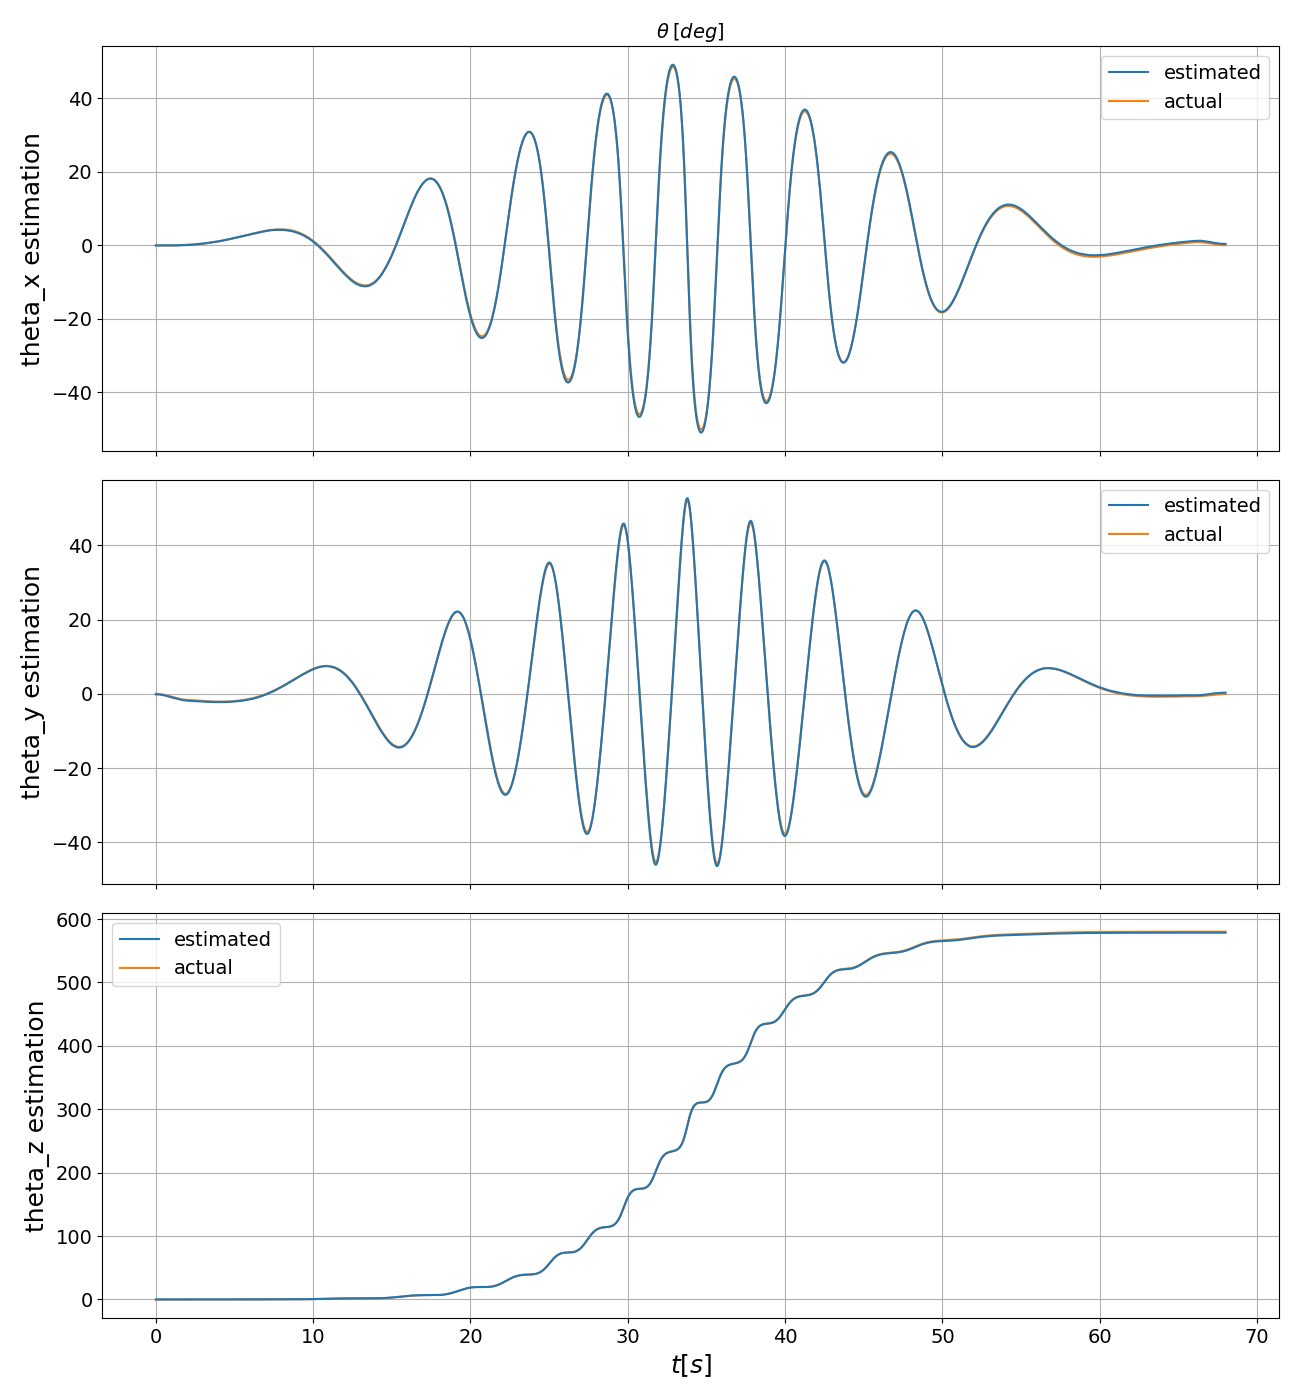 θ [deg]
theta_x estimation
40
20
0
−20
−40
estimated
actual
theta_y estimation
40
20
0
−20
−40
estimated
actual
theta_z estimation
600
500
400
300
200
100
0
estimated
actual
0 10 20 30 40 50 60 70
t[s]